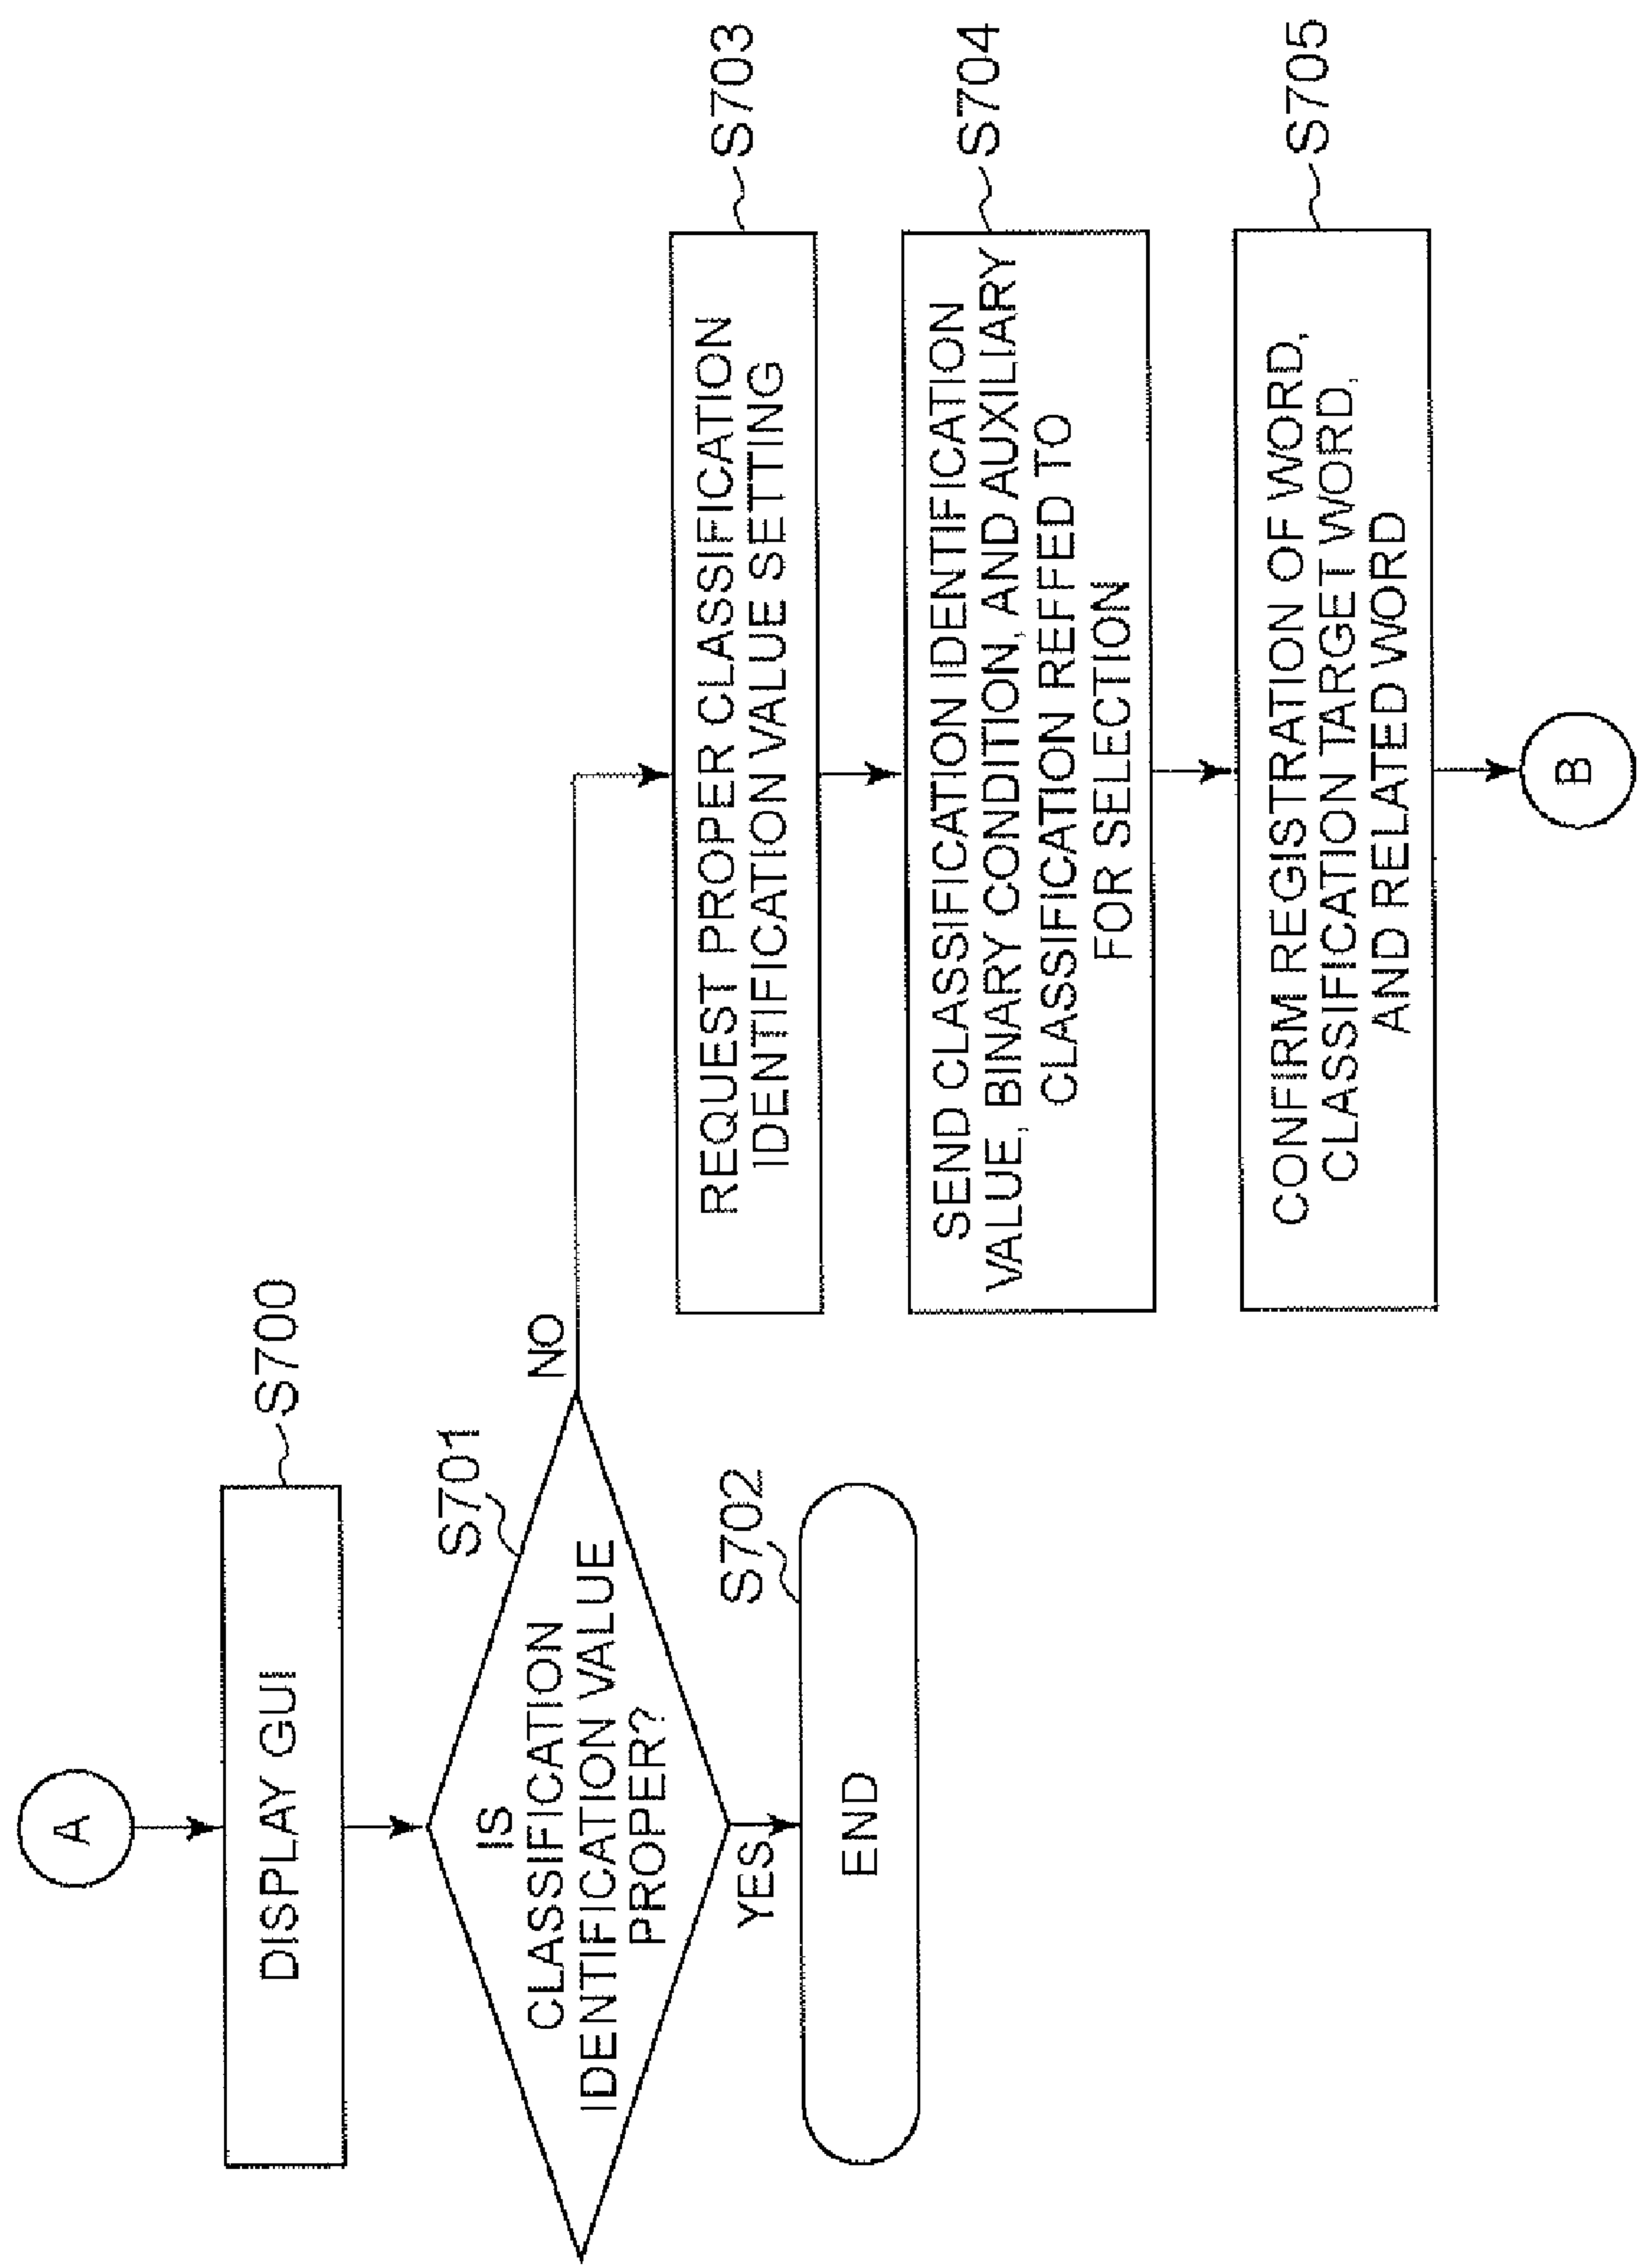 A
DISPLAY GUI
S700
IS
CLASSIFICATION
IDENTIFICATION VALUE
PROPER?
S701
NO
YES
S702
END
REQUEST PROPER CLASSIFICATION
IDENTIFICATION VALUE SETTING
S703
SEND CLASSIFICATION IDENTIFICATION
VALUE, BINARY CONDITION, AND AUXILIARY
CLASSIFICATION REFFED TO
FOR SELECTION
S704
CONFIRM REGISTRATION OF WORD,
CLASSIFICATION TARGET WORD,
AND RELATED WORD
S705
B